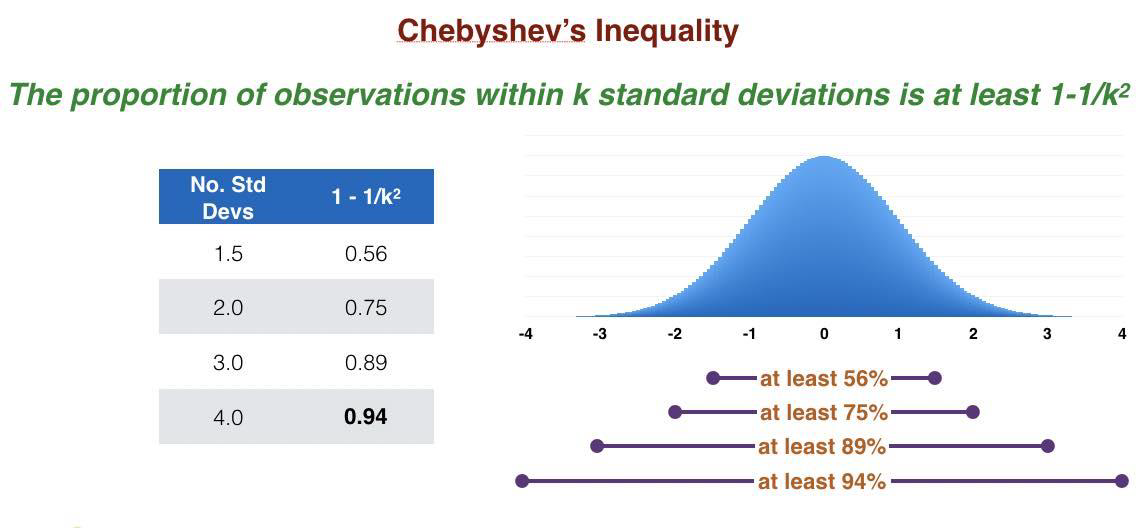 Chebyshev’s Inequality
The proportion of observations within k standard deviations is at least 1-1/k²
No. Std
Devs
1 - 1/k²
1.5 0.56
2.0 0.75
3.0 0.89
4.0 0.94
-4 -3 -2 -1 0 1 2 3 4
at least 56%
at least 75%
at least 89%
at least 94%